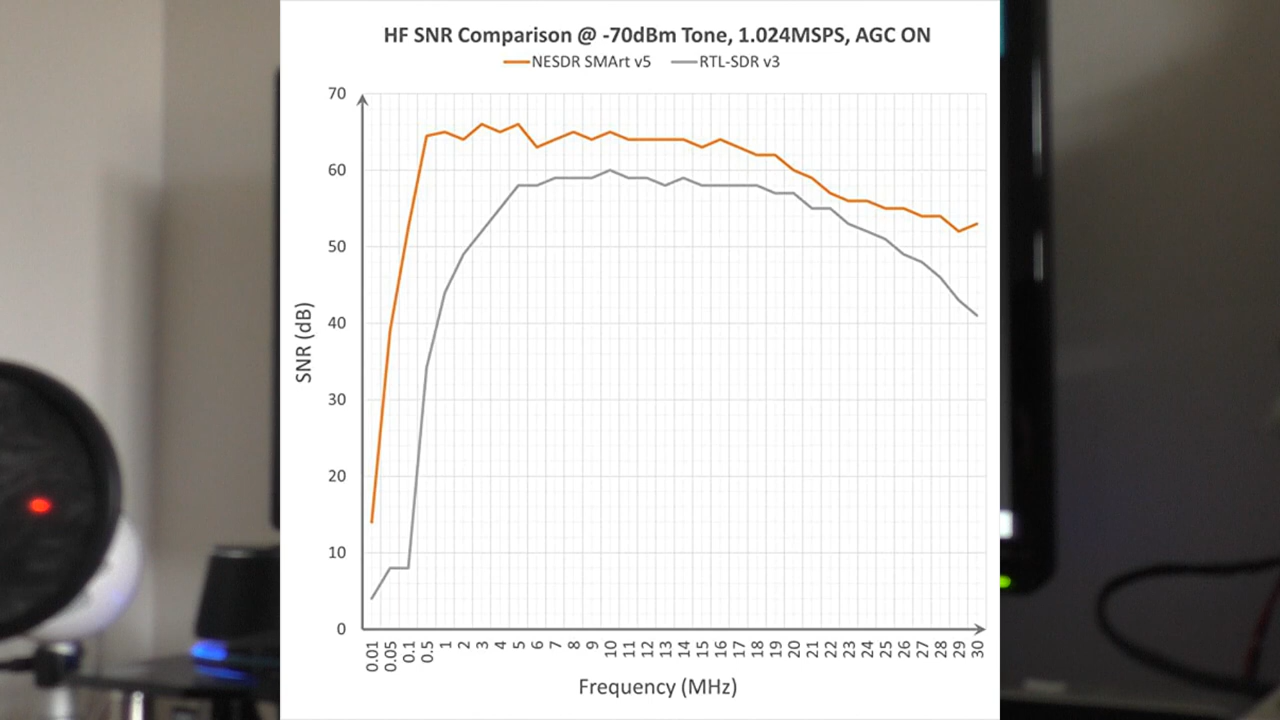 HF SNR Comparison @ -70dBm Tone, 1.024MSPS, AGC ON
NESDR SMArt v5 RTL-SDR v3
70
60
50
40
30
20
10
0
SNR (dB)
0.01 0.05 0.1 0.5 1 2 3 4 5 6 7 8 9 10 11 12 13 14 15 16 17 18 19 20 21 22 23 24 25 26 27 28 29 30
Frequency (MHz)